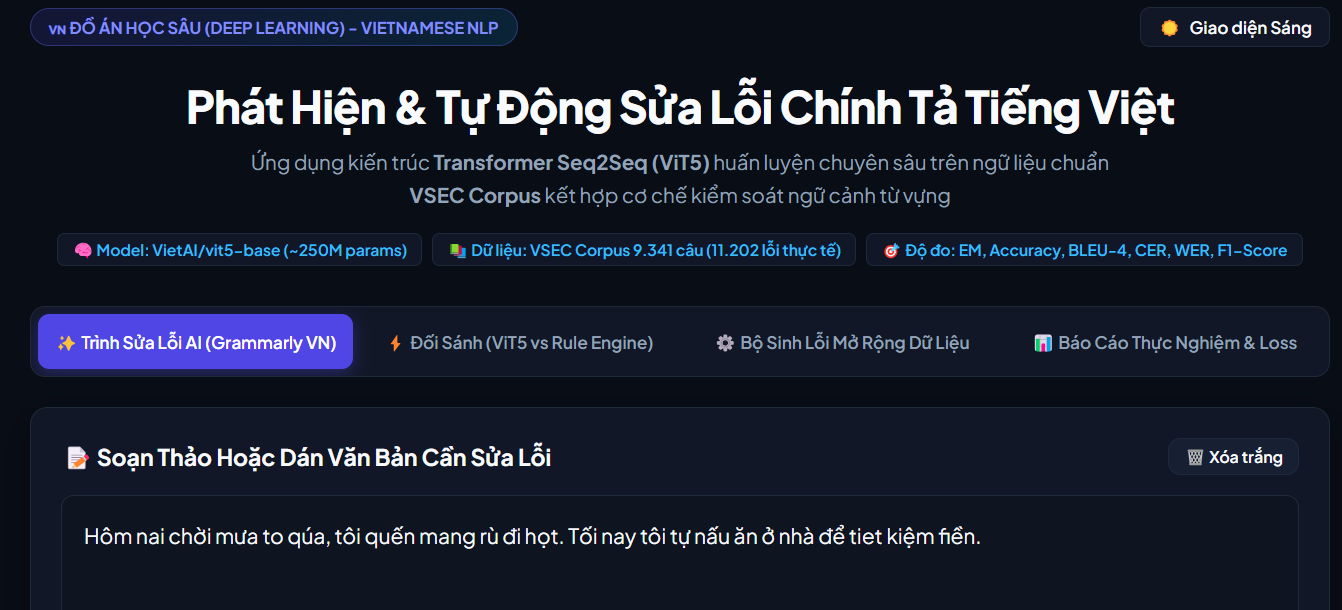 VN ĐỒ ÁN HỌC SÂU (DEEP LEARNING) - VIETNAMESE NLP
Giao diện Sáng
Phát Hiện & Tự Động Sửa Lỗi Chính Tả Tiếng Việt
Ứng dụng kiến trúc Transformer Seq2Seq (ViT5) huấn luyện chuyên sâu trên ngữ liệu chuẩn
VSEC Corpus kết hợp cơ chế kiểm soát ngữ cảnh từ vựng
Model: VietAI/vit5-base (~250M params)
Dữ liệu: VSEC Corpus 9.341 câu (11.202 lỗi thực tế)
Độ đo: EM, Accuracy, BLEU-4, CER, WER, F1-Score
Trình Sửa Lỗi AI (Grammarly VN)
Đối Sánh (ViT5 vs Rule Engine)
Bộ Sinh Lỗi Mở Rộng Dữ Liệu
Báo Cáo Thực Nghiệm & Loss
Soạn Thảo Hoặc Dán Văn Bản Cần Sửa Lỗi
Xóa trắng
Hôm nai chời mưa to qúa, tôi quến mang rù đi họt. Tối nay tôi tự nấu ăn ở nhà để tiet kiệm fiền.